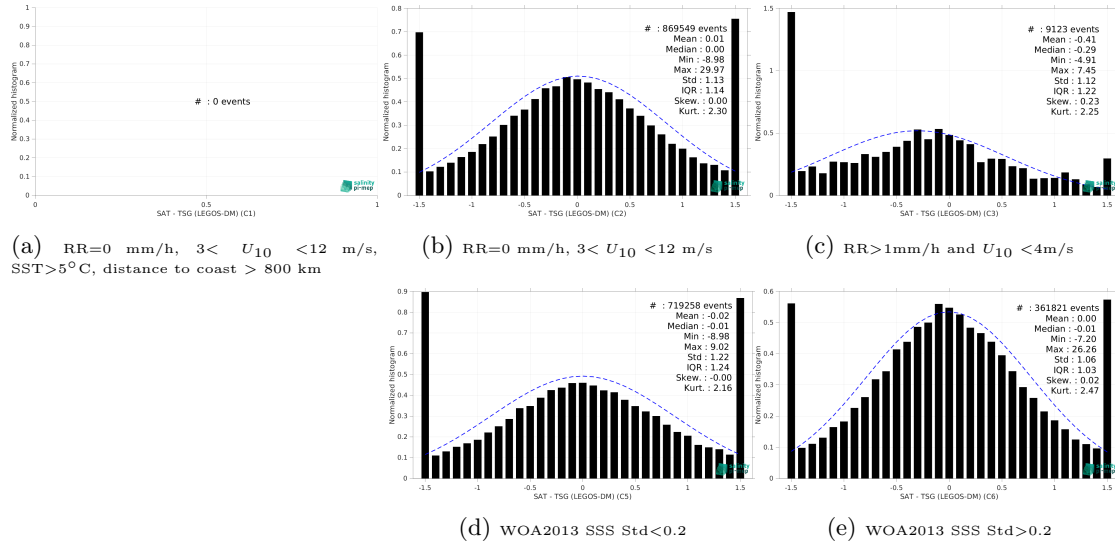 1
0.9
0.8
0.7
0.6
0.5
0.4
0.3
0.2
0.1
0
Normalized histogram
# : 0 events
0 0.5 1
SAT - TSG (LEGOS-DM) (C1)
salinity
pi-mep
(a) RR=0 mm/h, 3< U10 <12 m/s,
SST>5°C, distance to coast > 800 km
0.8
0.7
0.6
0.5
0.4
0.3
0.2
0.1
0
Normalized histogram
# : 869549 events
Mean : 0.01
Median : 0.00
Min : -8.98
Max : 29.97
Std : 1.13
IQR : 1.14
Skew. : 0.00
Kurt. : 2.30
-1.5 -1 -0.5 0 0.5 1 1.5
SAT - TSG (LEGOS-DM) (C2)
salinity
pi-mep
(b) RR=0 mm/h, 3< U10 <12 m/s
1.5
1
0.5
0
Normalized histogram
# : 9123 events
Mean : -0.41
Median : -0.29
Min : -4.91
Max : 7.45
Std : 1.12
IQR : 1.22
Skew. : 0.23
Kurt. : 2.25
-1.5 -1 -0.5 0 0.5 1 1.5
SAT - TSG (LEGOS-DM) (C3)
salinity
pi-mep
(c) RR>1mm/h and U10 <4m/s
0.9
0.8
0.7
0.6
0.5
0.4
0.3
0.2
0.1
0
Normalized histogram
# : 719258 events
Mean : -0.02
Median : -0.01
Min : -8.98
Max : 9.02
Std : 1.22
IQR : 1.24
Skew. : -0.00
Kurt. : 2.16
-1.5 -1 -0.5 0 0.5 1 1.5
SAT - TSG (LEGOS-DM) (C5)
salinity
pi-mep
(d) WOA2013 SSS Std<0.2
0.6
0.5
0.4
0.3
0.2
0.1
0
Normalized histogram
# : 361821 events
Mean : 0.00
Median : -0.01
Min : -7.20
Max : 26.26
Std : 1.06
IQR : 1.03
Skew. : 0.02
Kurt. : 2.47
-1.5 -1 -0.5 0 0.5 1 1.5
SAT - TSG (LEGOS-DM) (C6)
salinity
pi-mep
(e) WOA2013 SSS Std>0.2